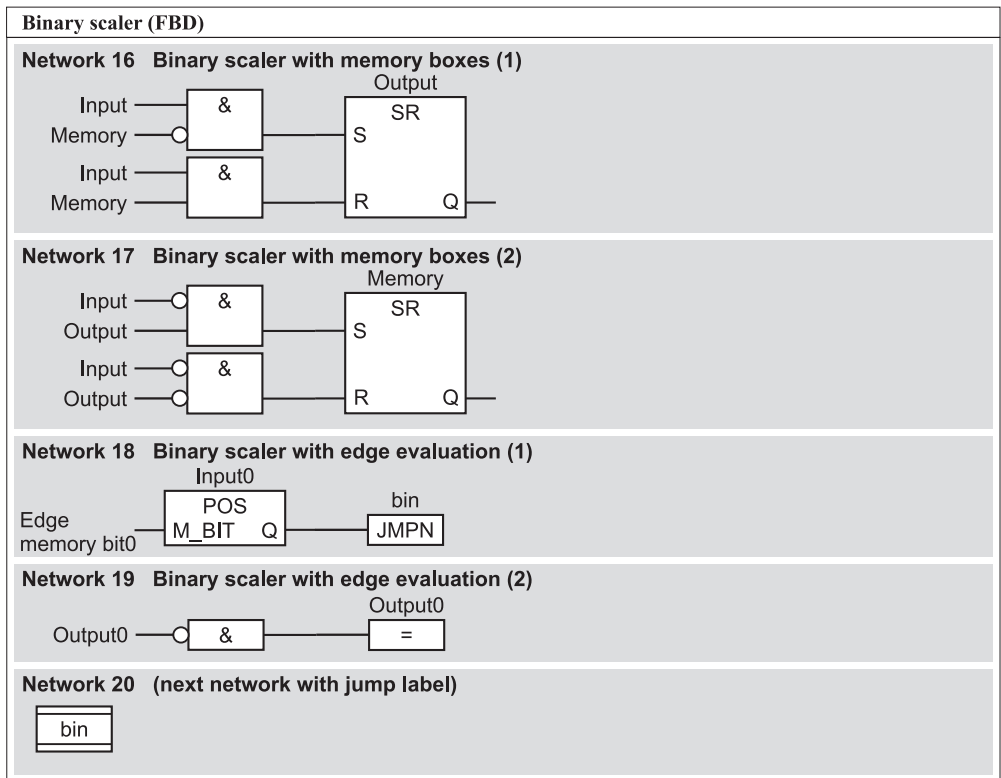 Binary scaler (FBD)
Network 16 Binary scaler with memory boxes (1)
Output
Input & SR
Memory S
Input &
Memory R Q
Network 17 Binary scaler with memory boxes (2)
Memory
Input & SR
Output S
Input &
Output R Q
Network 18 Binary scaler with edge evaluation (1)
Input0
POS bin
Edge
memory bit0 M_BIT Q JMPN
Network 19 Binary scaler with edge evaluation (2)
Output0
Output0 & =
Network 20 (next network with jump label)
bin